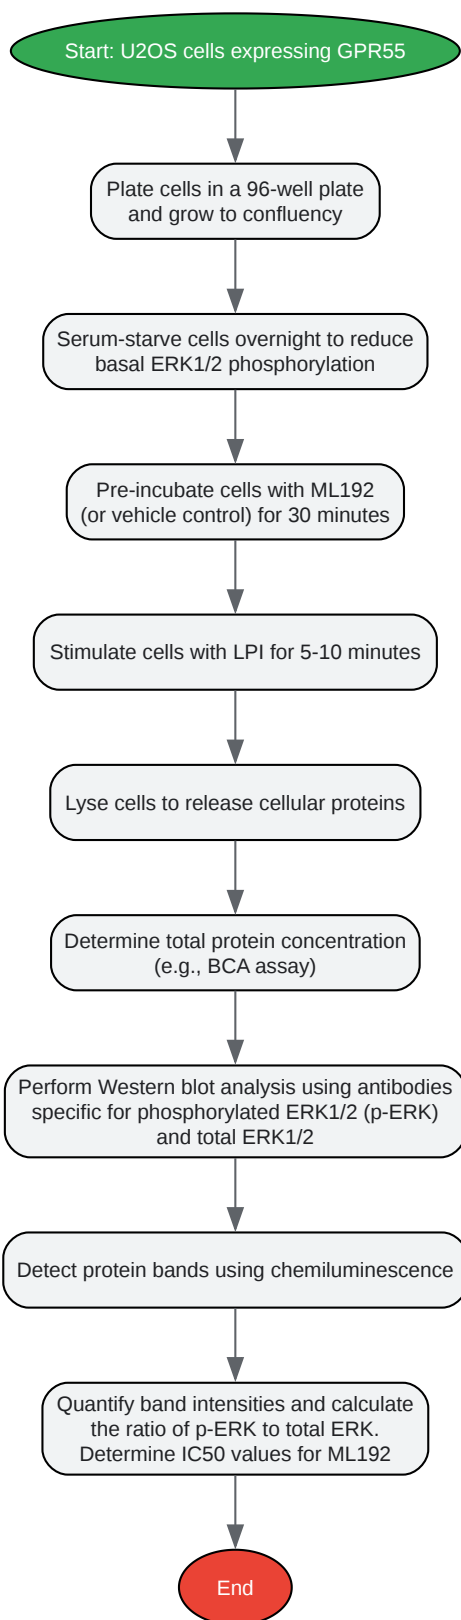 Start: U2OS cells expressing GPR55
Plate cells in a 96-well plate
and grow to confluency
Serum-starve cells overnight to reduce
basal ERK1/2 phosphorylation
Pre-incubate cells with ML192
(or vehicle control) for 30 minutes
Stimulate cells with LPI for 5-10 minutes
Lyse cells to release cellular proteins
Determine total protein concentration
(e.g., BCA assay)
Perform Western blot analysis using antibodies
specific for phosphorylated ERK1/2 (p-ERK)
and total ERK1/2
Detect protein bands using chemiluminescence
Quantify band intensities and calculate
the ratio of p-ERK to total ERK.
Determine IC50 values for ML192
End